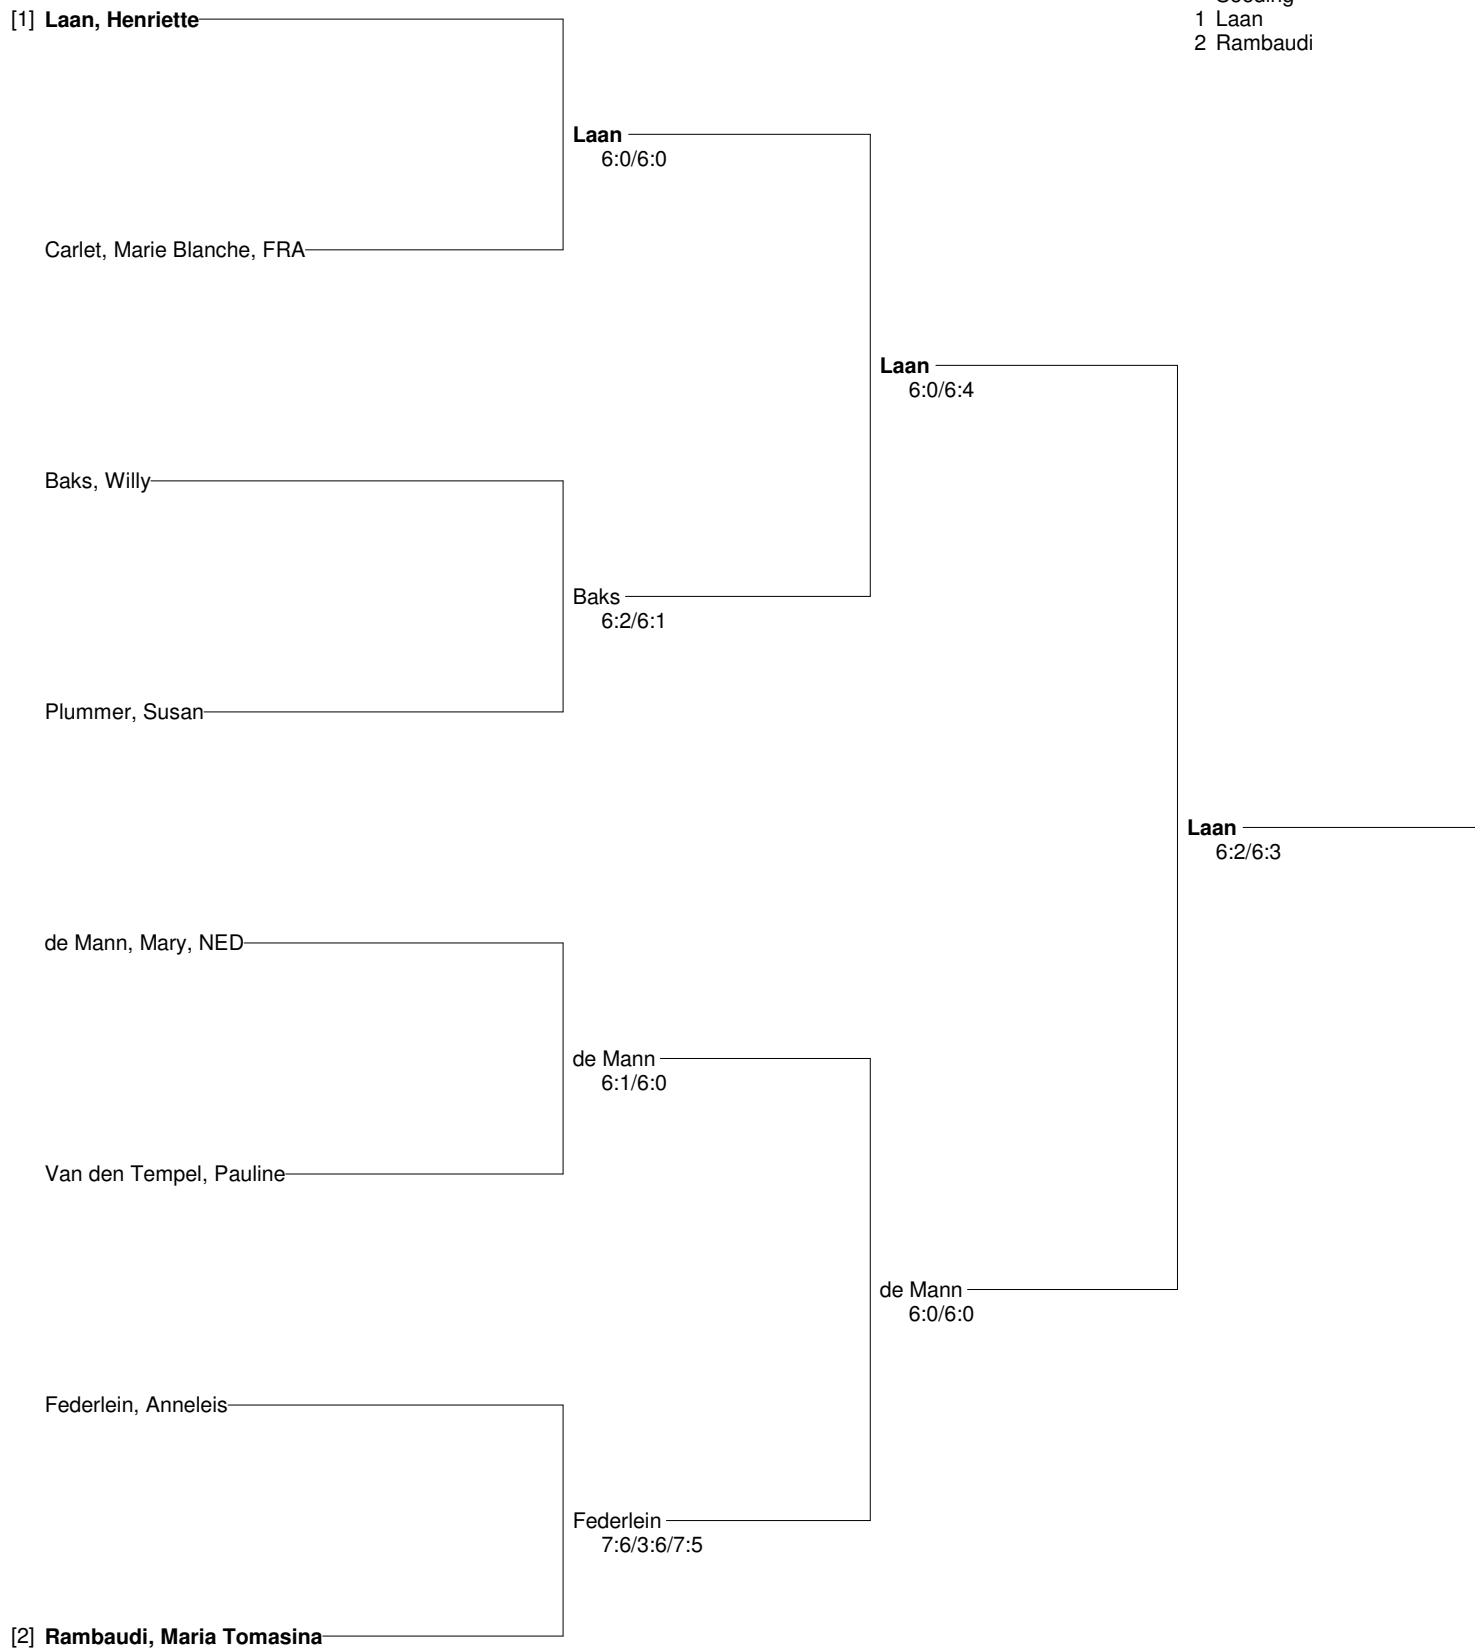 [1] Laan, Henriette
1 Laan
2 Rambaudi
Laan
6:0/6:0
Carlet, Marie Blanche, FRA
Laan
6:0/6:4
Baks, Willy
Baks
6:2/6:1
Plummer, Susan
Laan
6:2/6:3
de Mann, Mary, NED
de Mann
6:1/6:0
Van den Tempel, Pauline
de Mann
6:0/6:0
Federlein, Anneleis
Federlein
7:6/3:6/7:5
[2] Rambaudi, Maria Tomasina